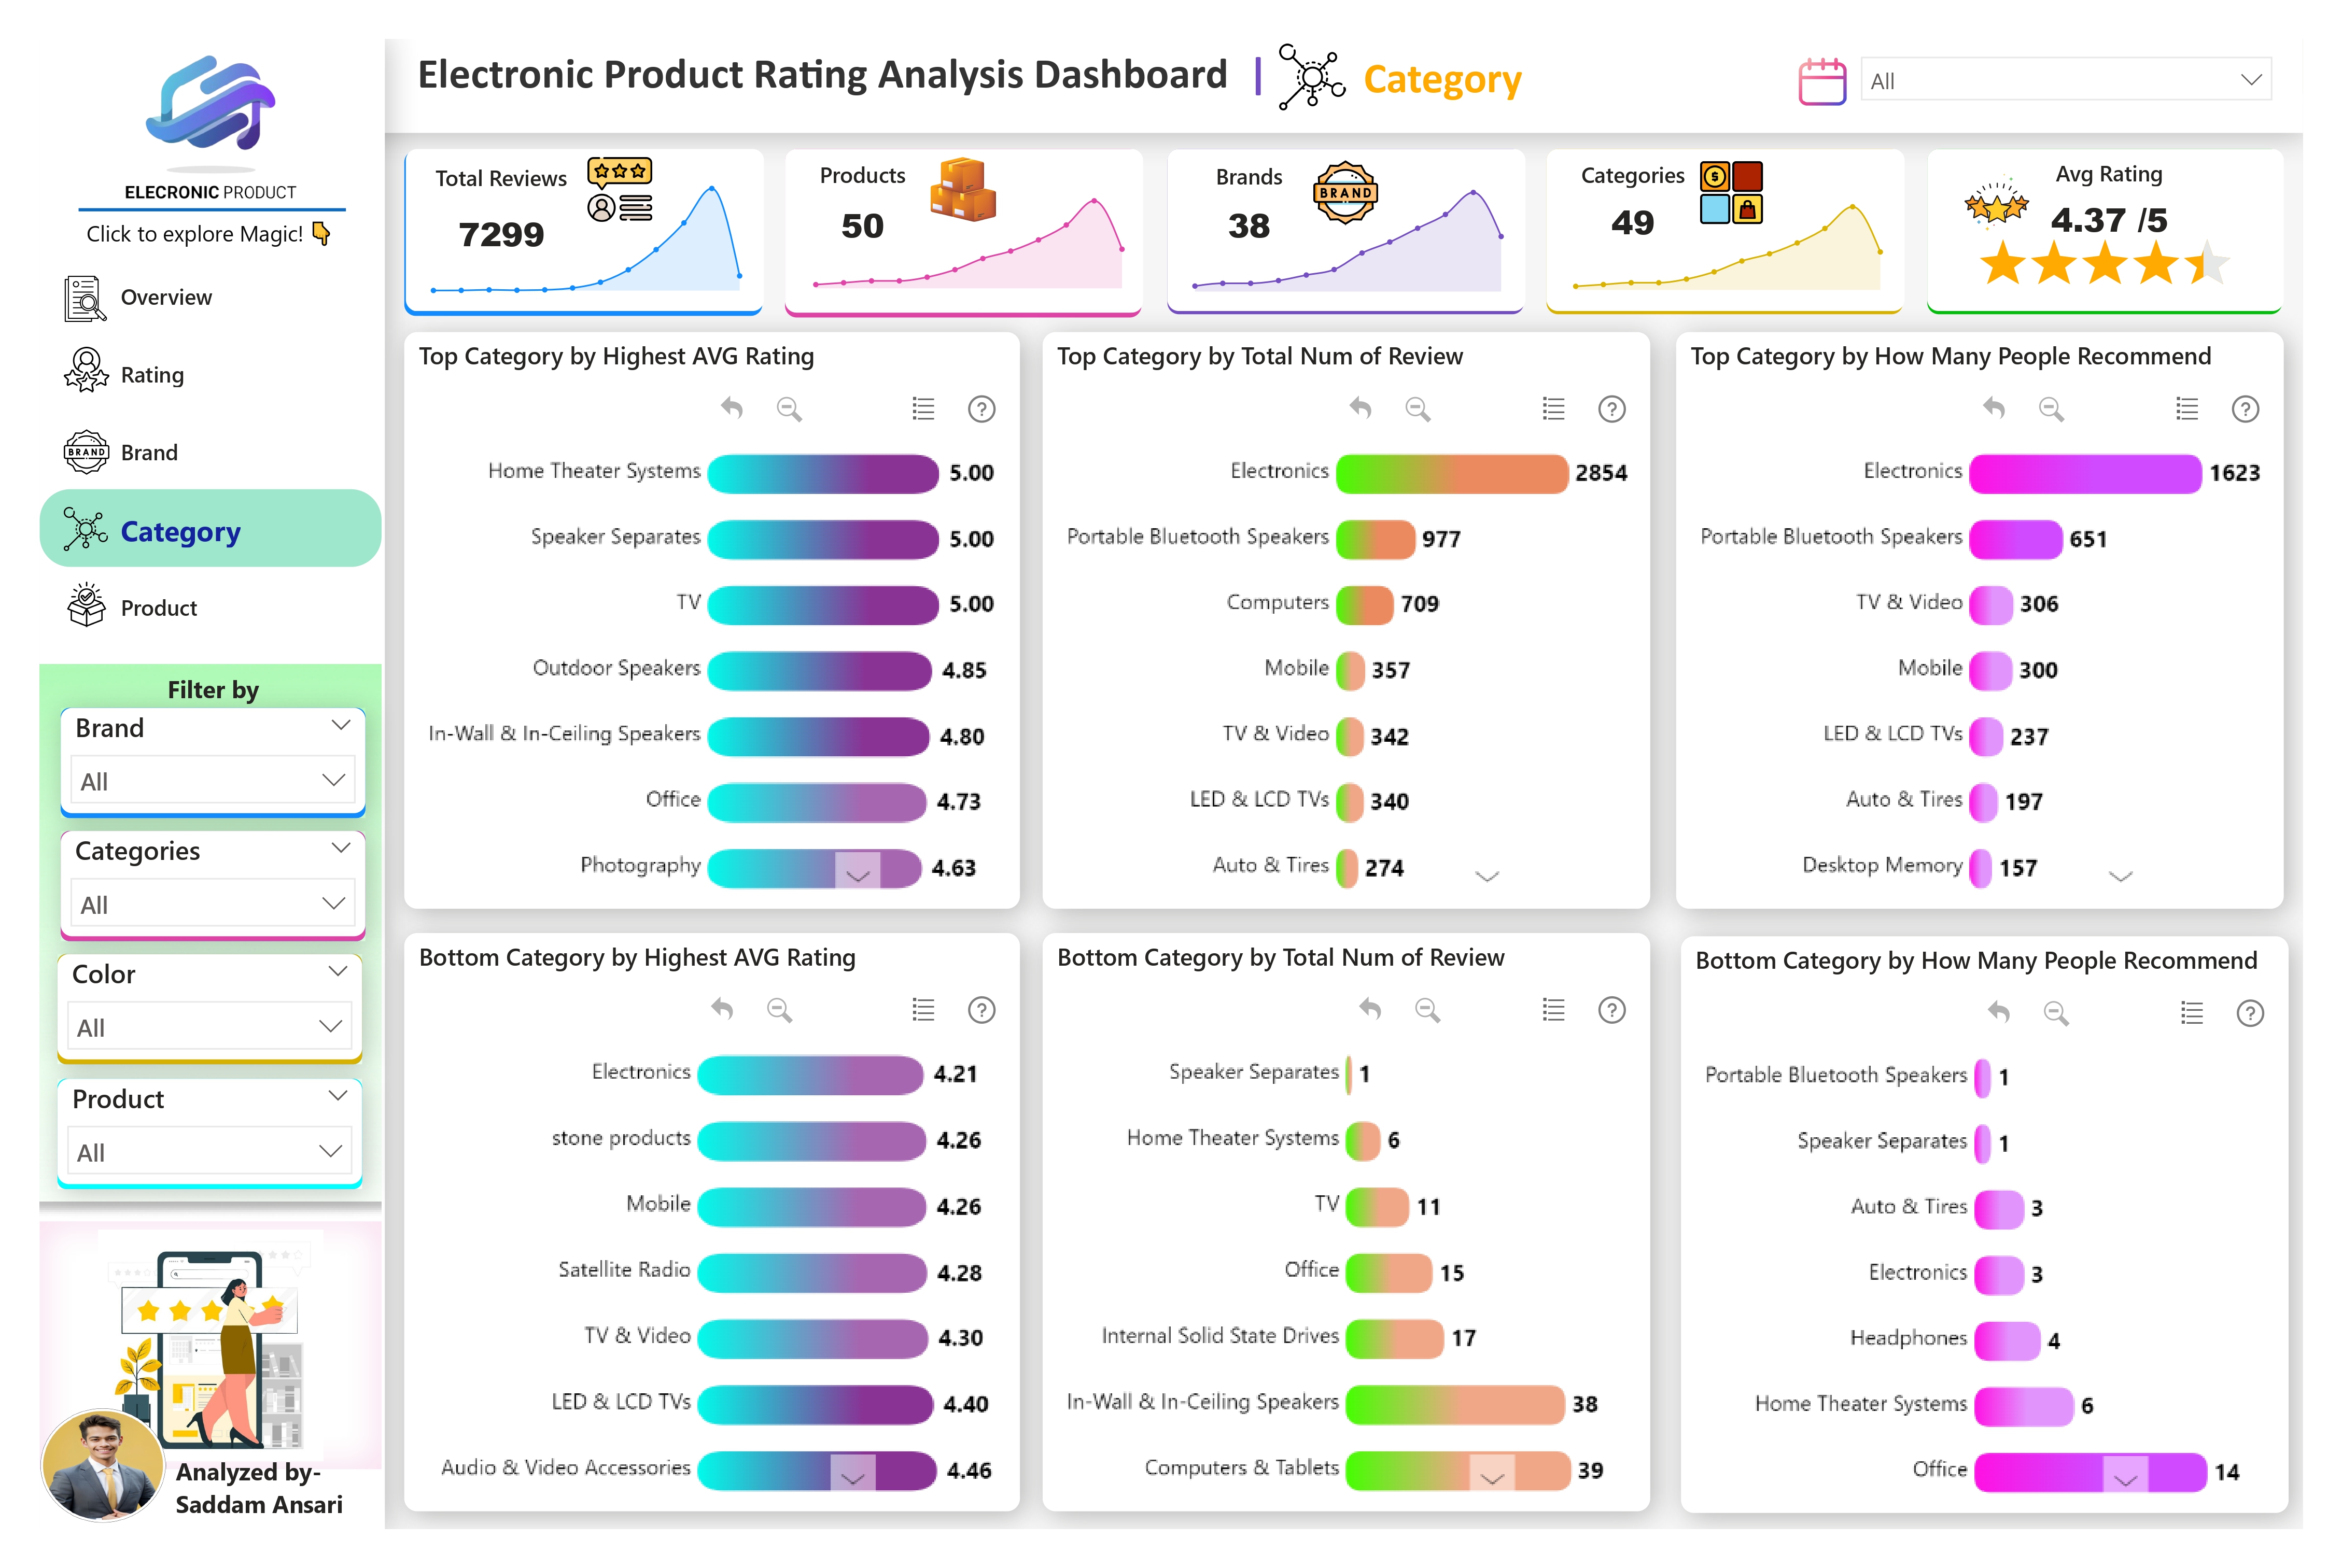 ELECRONIC PRODUCT
Click to explore Magic!
Overview
Rating
BRAND
Brand
Category
Product
Filter by
Brand
All
Categories
All
Color
All
Product
All
Analyzed by-
Saddam Ansari
Electronic Product Rating Analysis Dashboard | Category
All
Total Reviews
7299
Products
50
Brands
BRAND
38
Categories
$
49
Avg Rating
4.37 /5
Top Category by Highest AVG Rating
?
Home Theater Systems 5.00
Speaker Separates 5.00
TV 5.00
Outdoor Speakers 4.85
In-Wall & In-Ceiling Speakers 4.80
Office 4.73
Photography 4.63
Top Category by Total Num of Review
?
Electronics 2854
Portable Bluetooth Speakers 977
Computers 709
Mobile 357
TV & Video 342
LED & LCD TVs 340
Auto & Tires 274
Top Category by How Many People Recommend
?
Electronics 1623
Portable Bluetooth Speakers 651
TV & Video 306
Mobile 300
LED & LCD TVs 237
Auto & Tires 197
Desktop Memory 157
Bottom Category by Highest AVG Rating
?
Electronics 4.21
stone products 4.26
Mobile 4.26
Satellite Radio 4.28
TV & Video 4.30
LED & LCD TVs 4.40
Audio & Video Accessories 4.46
Bottom Category by Total Num of Review
?
Speaker Separates 1
Home Theater Systems 6
TV 11
Office 15
Internal Solid State Drives 17
In-Wall & In-Ceiling Speakers 38
Computers & Tablets 39
Bottom Category by How Many People Recommend
?
Portable Bluetooth Speakers 1
Speaker Separates 1
Auto & Tires 3
Electronics 3
Headphones 4
Home Theater Systems 6
Office 14